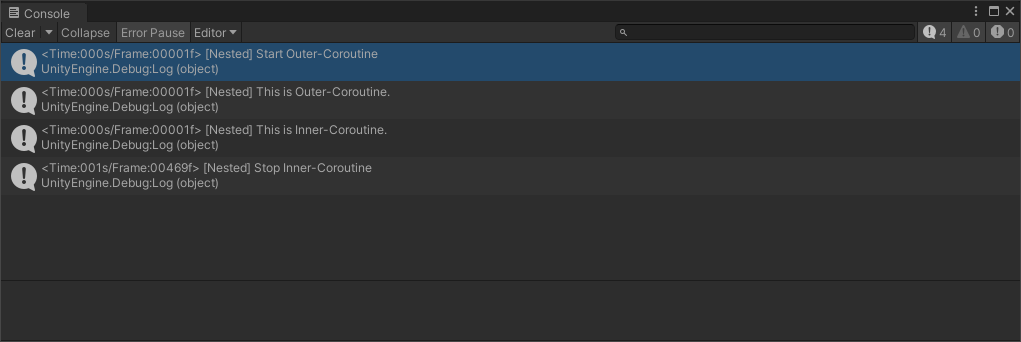 Console
Clear Collapse Error Pause Editor 4 0 0
<Time:000s/Frame:00001f> [Nested] Start Outer-Coroutine
UnityEngine.Debug:Log (object)
<Time:000s/Frame:00001f> [Nested] This is Outer-Coroutine.
UnityEngine.Debug:Log (object)
<Time:000s/Frame:00001f> [Nested] This is Inner-Coroutine.
UnityEngine.Debug:Log (object)
<Time:001s/Frame:00469f> [Nested] Stop Inner-Coroutine
UnityEngine.Debug:Log (object)